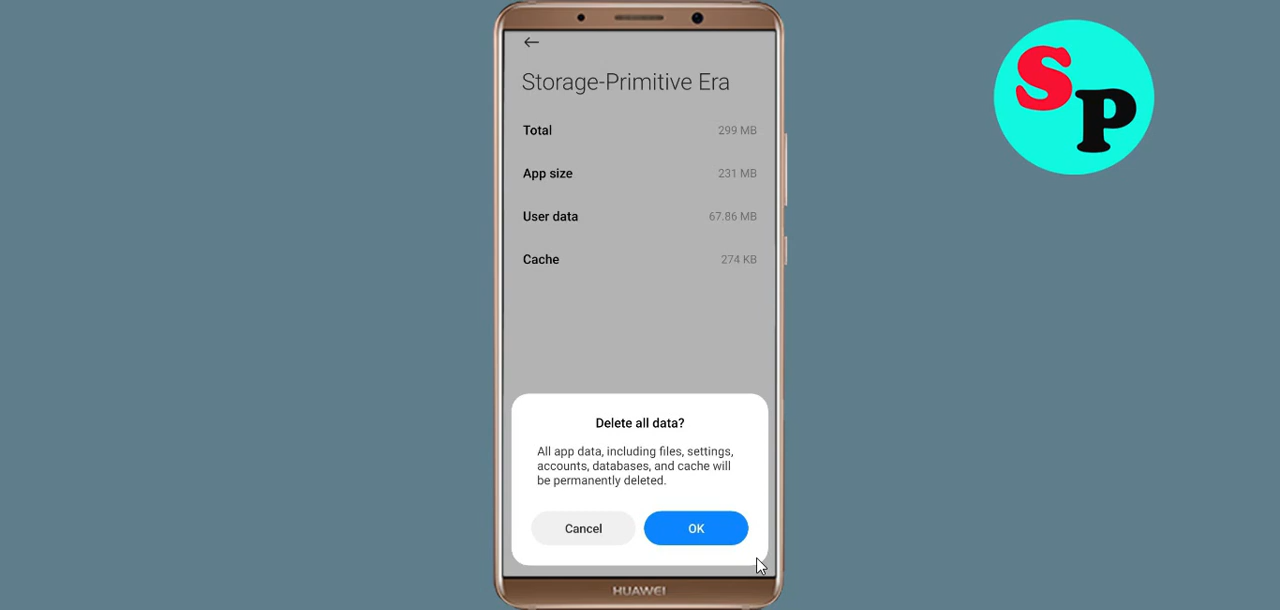 SP
Storage-Primitive Era
Total 299 MB
App size 231 MB
User data 67.86 MB
Cache 274 KB
Delete all data?
All app data, including files, settings,
accounts, databases, and cache will
be permanently deleted.
Cancel OK
HUAWEI